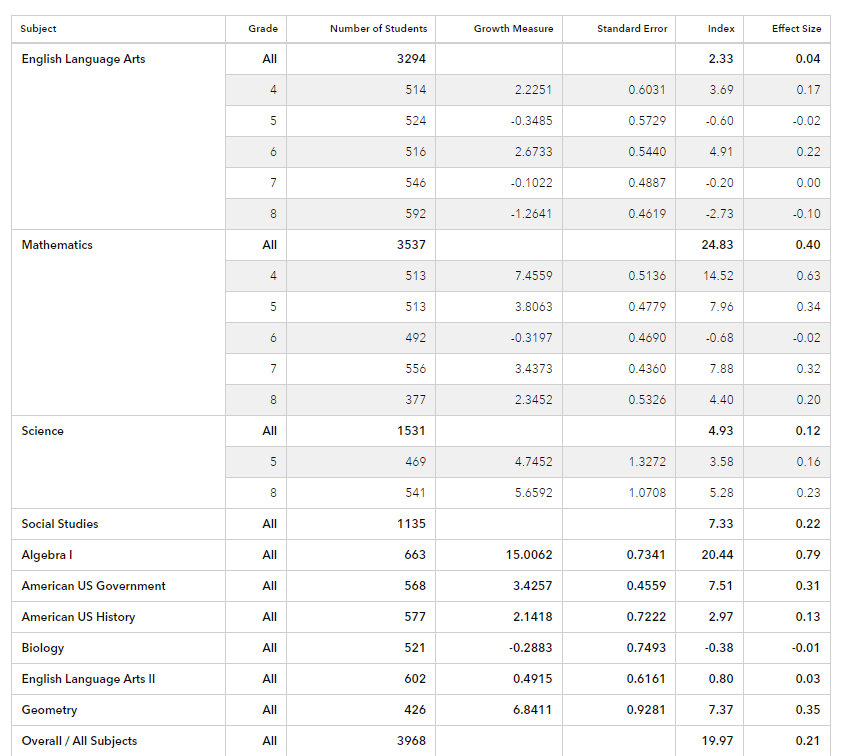 Subject Grade Number of Students Growth Measure Standard Error Index Effect Size
English Language Arts All 3294 2.33 0.04
4 514 2.2251 0.6031 3.69 0.17
5 524 -0.3485 0.5729 -0.60 -0.02
6 516 2.6733 0.5440 4.91 0.22
7 546 -0.1022 0.4887 -0.20 0.00
8 592 -1.2641 0.4619 -2.73 -0.10
Mathematics All 3537 24.83 0.40
4 513 7.4559 0.5136 14.52 0.63
5 513 3.8063 0.4779 7.96 0.34
6 492 -0.3197 0.4690 -0.68 -0.02
7 556 3.4373 0.4360 7.88 0.32
8 377 2.3452 0.5326 4.40 0.20
Science All 1531 4.93 0.12
5 469 4.7452 1.3272 3.58 0.16
8 541 5.6592 1.0708 5.28 0.23
Social Studies All 1135 7.33 0.22
Algebra I All 663 15.0062 0.7341 20.44 0.79
American US Government All 568 3.4257 0.4559 7.51 0.31
American US History All 577 2.1418 0.7222 2.97 0.13
Biology All 521 -0.2883 0.7493 -0.38 -0.01
English Language Arts II All 602 0.4915 0.6161 0.80 0.03
Geometry All 426 6.8411 0.9281 7.37 0.35
Overall / All Subjects All 3968 19.97 0.21